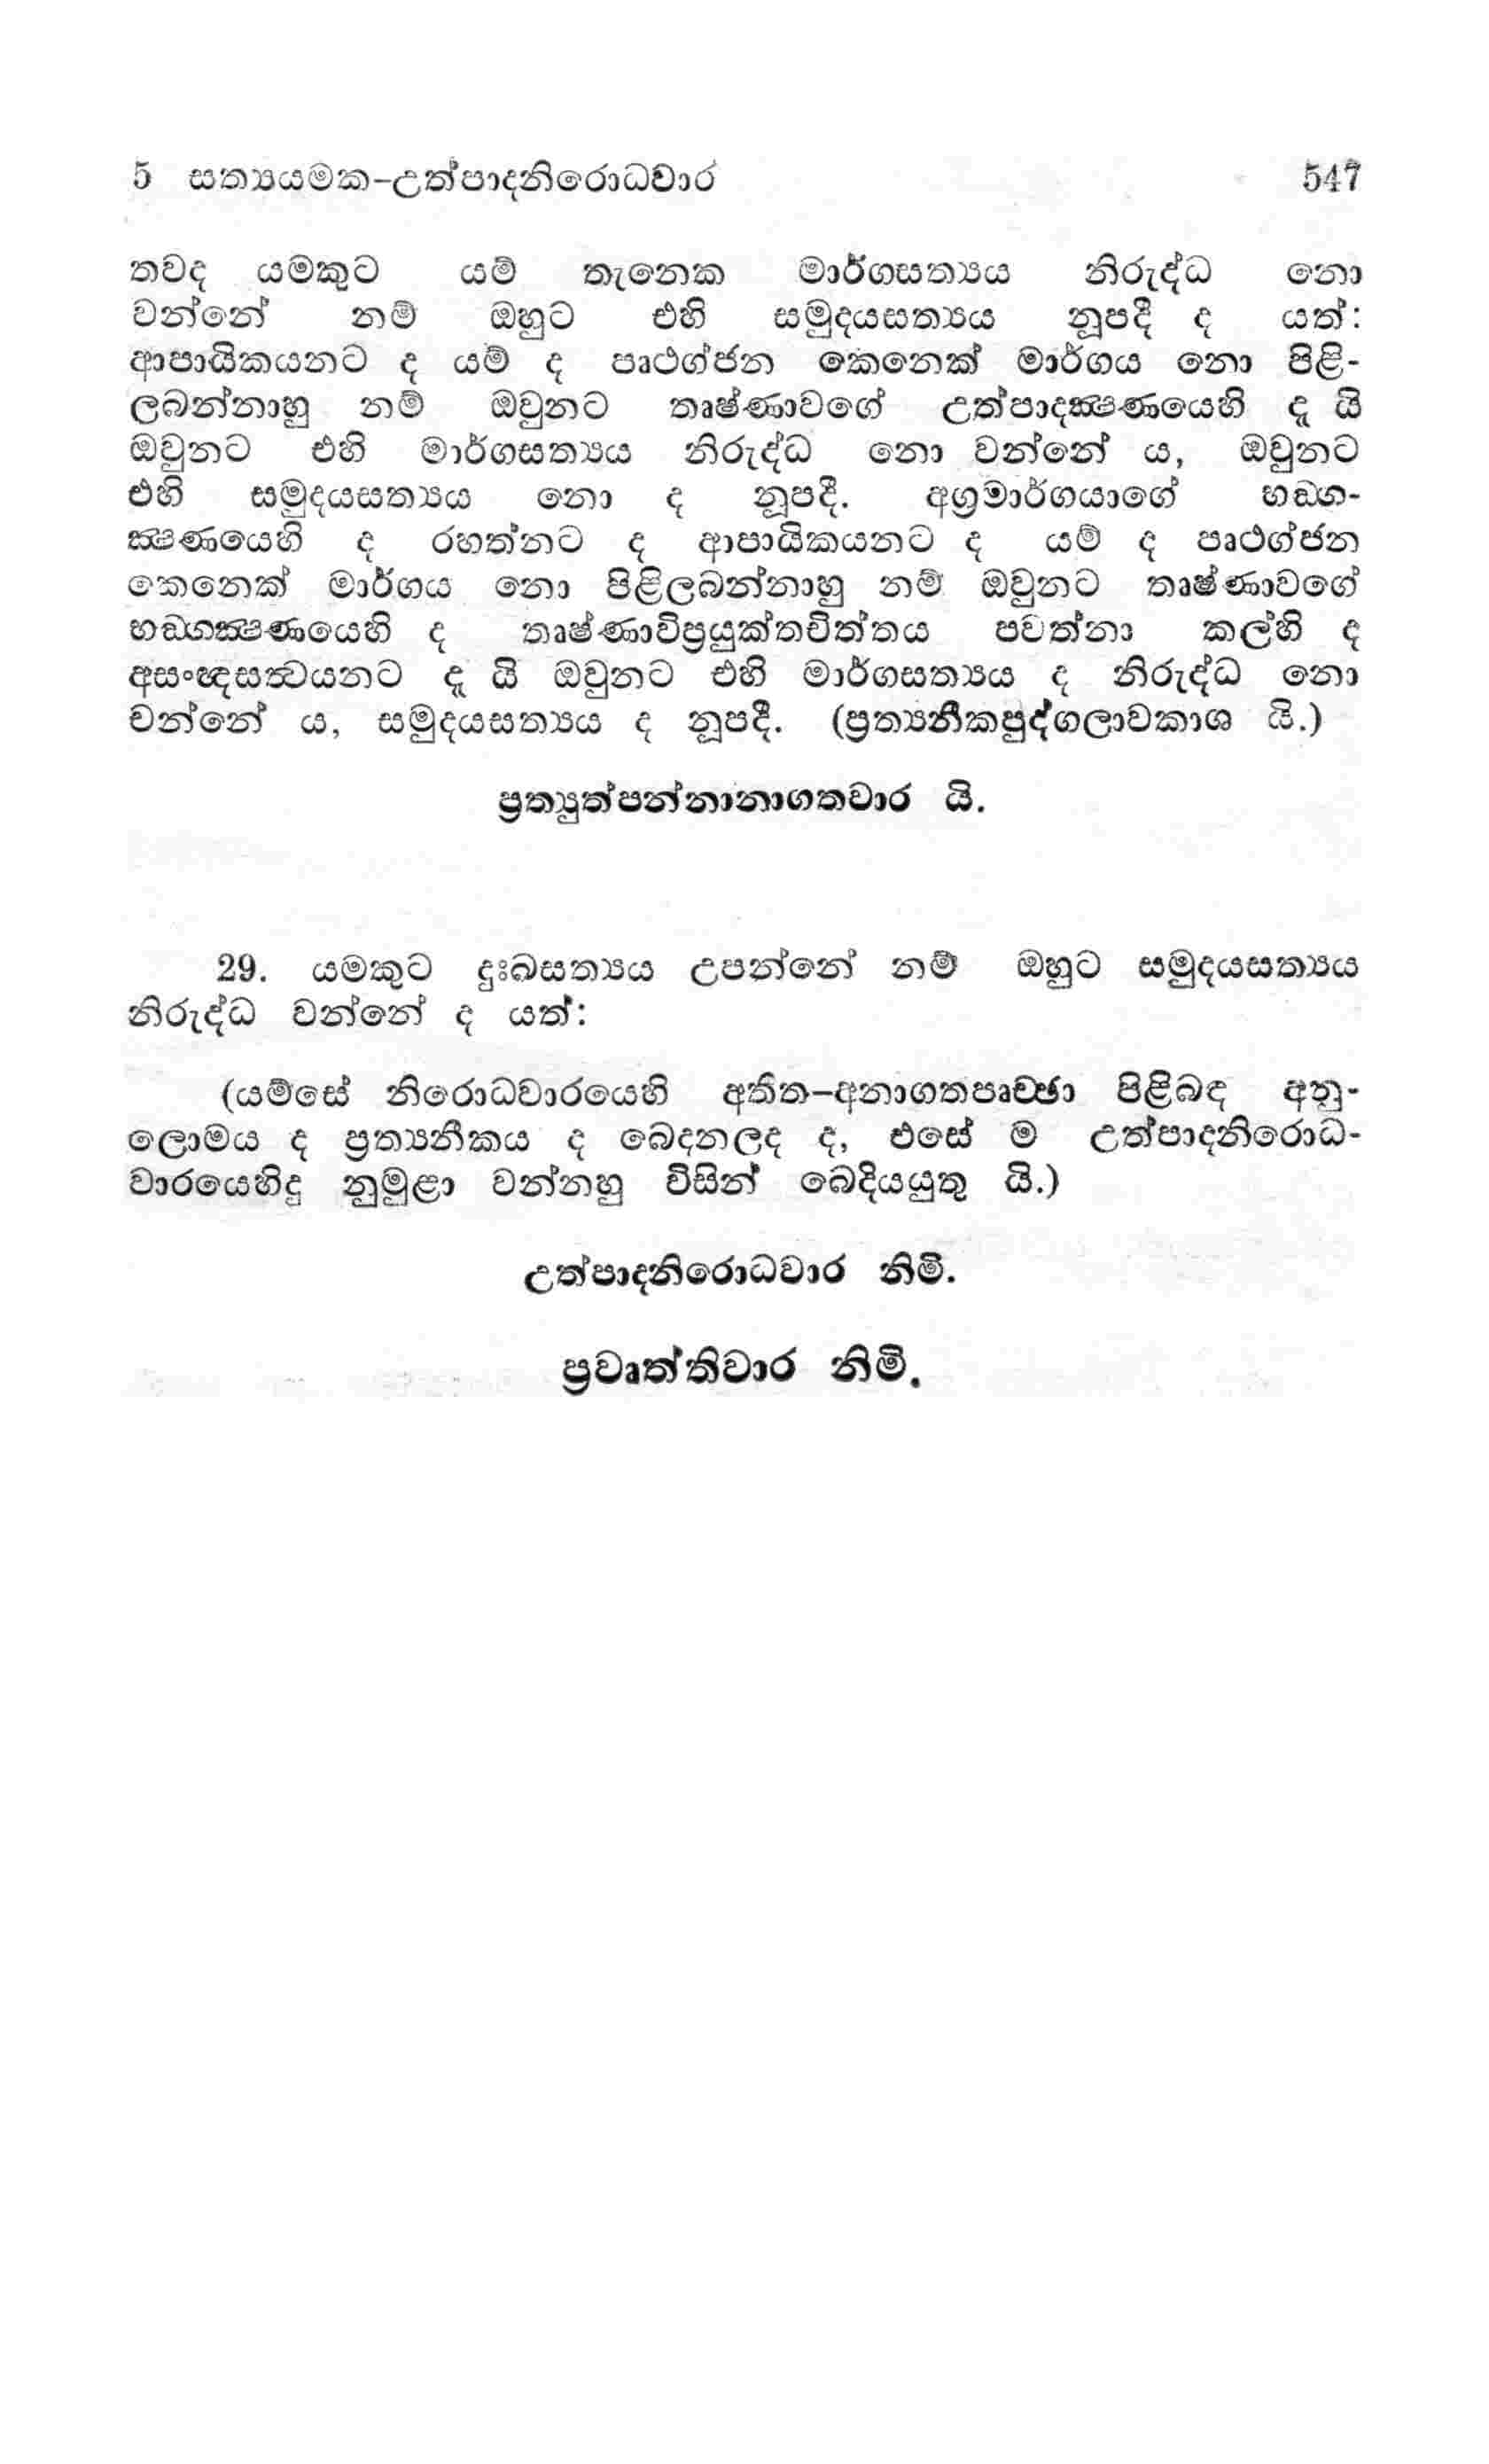 5 සත්‍යයමක-උත්පාදනිරොධවාර 547
තවද යමකුට යම් තැනෙක මාර්ගසත්‍යය නිරුද්ධ නො
වන්නේ නම් ඔහුට එහි සමුදයසත්‍යය නූපදී ද යත්:
ආපායිකයනට ද යම් ද පෘථග්ජන කෙනෙක් මාර්ගය නො පිළි-
ලබන්නාහු නම් ඔවුනට තෘෂ්ණාවගේ උත්පාදක්‍ෂණයෙහි දූ යි
ඔවුනට එහි මාර්ගසත්‍යය නිරුද්ධ නො වන්නේ ය, ඔවුනට
එහි සමුදයසත්‍යය නො ද නූපදී. අග්‍රමාර්ගයාගේ භඬ්ග-
ක්‍ෂණයෙහි ද රහත්නට ද ආපායිකයනට ද යම් ද පෘථග්ජන
කෙනෙක් මාර්ගය නො පිළිලබන්නාහු නම් ඔවුනට තෘෂ්ණාවගේ
භඬ්ගක්‍ෂණයෙහි ද තෘෂ්ණාවිප්‍රයුක්තචිත්තය පවත්නා කල්හි ද
අසංඥසත්‍වයනට දූ යි ඔවුනට එහි මාර්ගසත්‍යය ද නිරුද්ධ නො
වන්නේ ය, සමුදයසත්‍යය ද නූපදී. (ප්‍රත්‍යනීකපුද්ගලාවකාශ යි.)
ප්‍රත්‍යුත්පන්නානාගතවාර යි.
29. යමකුට දුඃඛසත්‍යය උපන්නේ නම් ඔහුට සමුදයසත්‍යය
නිරුද්ධ වන්නේ ද යත්:
(යම්සේ නිරොධවාරයෙහි අතීත-අනාගතපෘච්ඡා පිළිබඳ අනු-
ලොමය ද ප්‍රත්‍යනීකය ද බෙදනලද ද, එසේ ම උත්පාදනිරොධ-
වාරයෙහිදු නුමුළා වන්නහු විසින් බෙදියයුතු යි.)
උත්පාදනිරොධවාර නිමි.
ප්‍රවෘත්තිවාර නිමි.